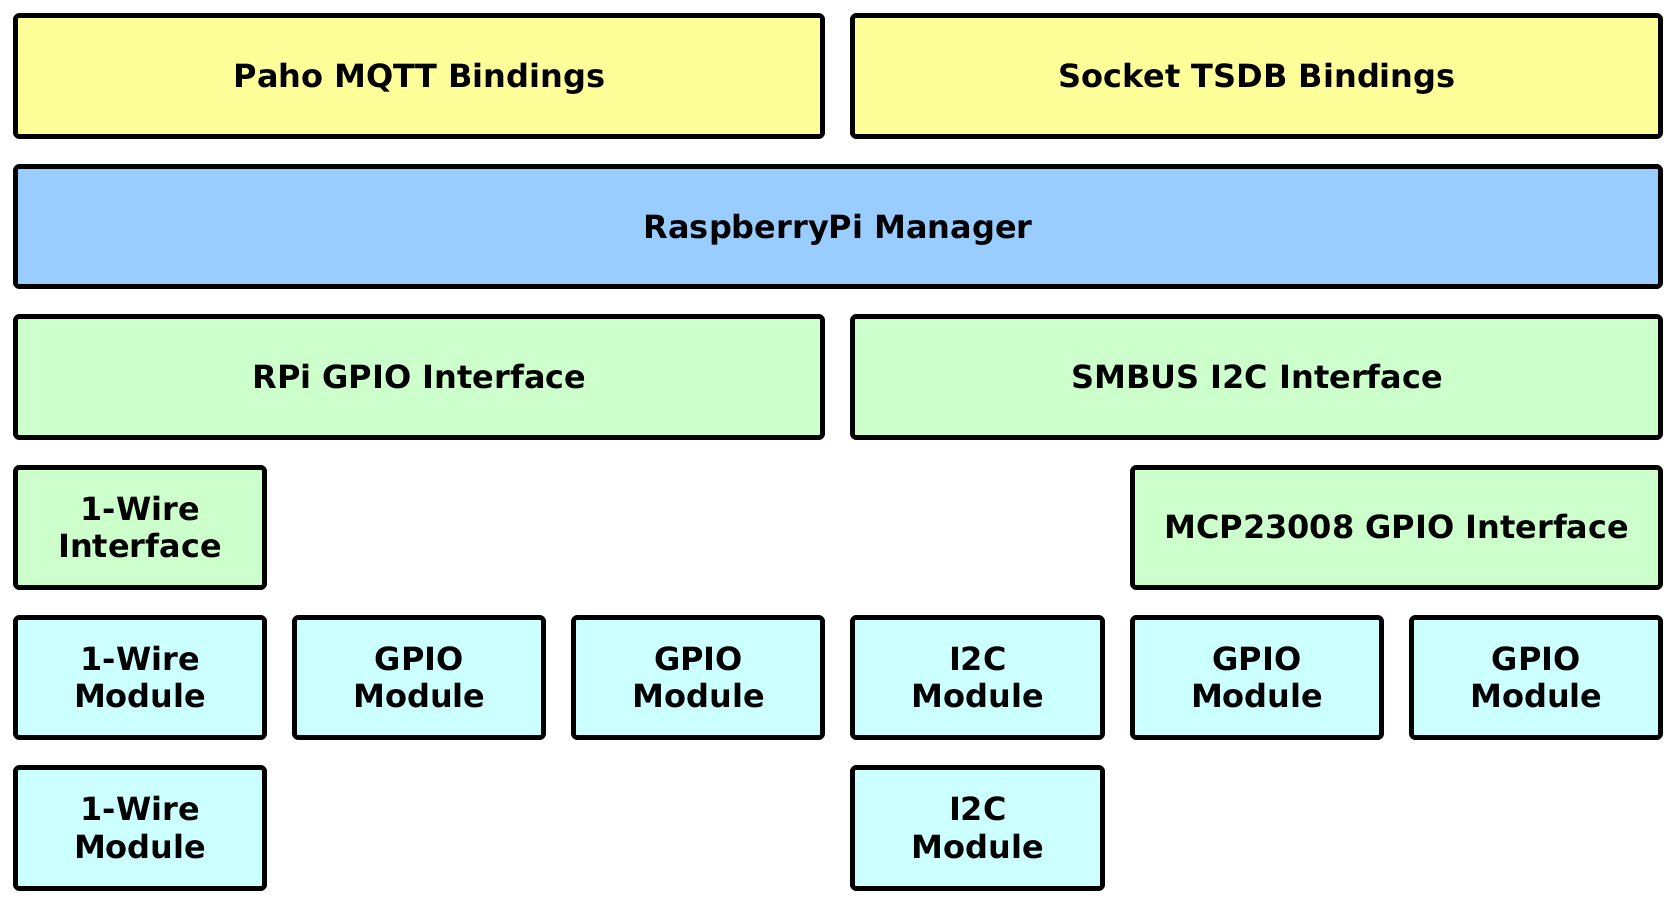 Paho MQTT Bindings
Socket TSDB Bindings
RaspberryPi Manager
RPi GPIO Interface
SMBUS I2C Interface
1-Wire
Interface
MCP23008 GPIO Interface
1-Wire
Module
GPIO
Module
GPIO
Module
I2C
Module
GPIO
Module
GPIO
Module
1-Wire
Module
I2C
Module